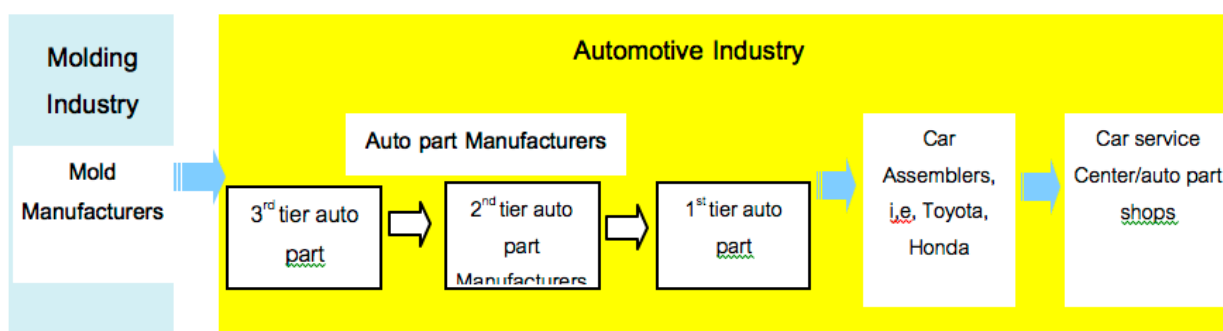 Molding
Industry
Mold
Manufacturers
Automotive Industry
Auto part Manufacturers
3rd tier auto
part
2nd tier auto
part
Manufacturers
1st tier auto
part
Car
Assemblers,
i,e, Toyota,
Honda
Car service
Center/auto part
shops